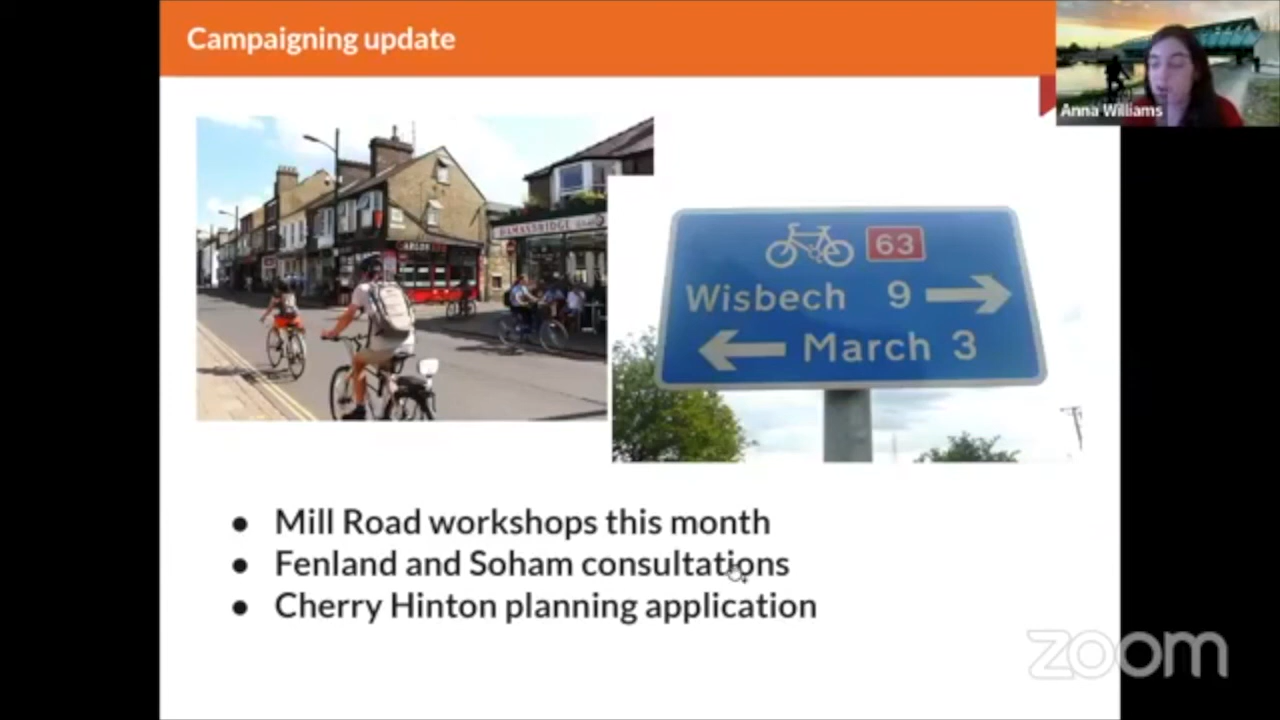 Campaigning update
Anna Williams
63
Wisbech 9
March 3
● Mill Road workshops this month
● Fenland and Soham consultations
● Cherry Hinton planning application
zoom